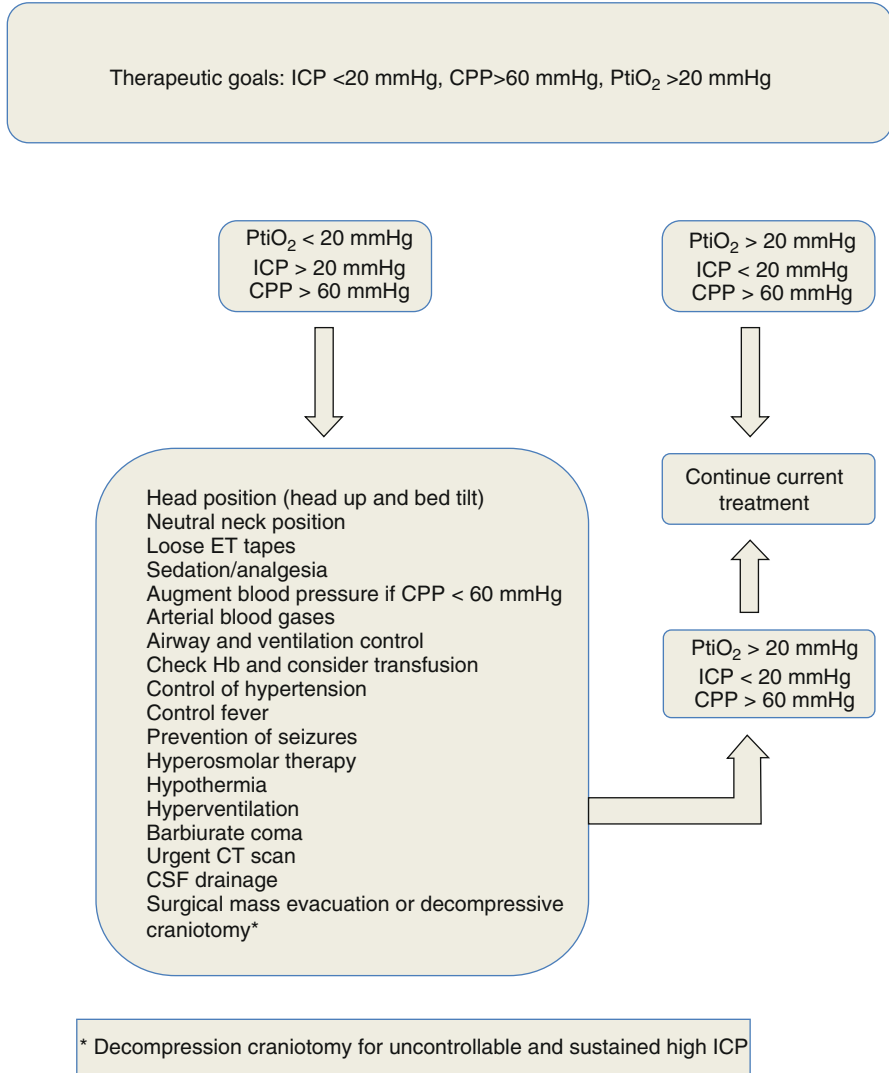 Therapeutic goals: ICP <20 mmHg, CPP>60 mmHg, PtiO₂ >20 mmHg
PtiO₂ < 20 mmHg
ICP > 20 mmHg
CPP > 60 mmHg
PtiO₂ > 20 mmHg
ICP < 20 mmHg
CPP > 60 mmHg
Head position (head up and bed tilt)
Neutral neck position
Loose ET tapes
Sedation/analgesia
Augment blood pressure if CPP < 60 mmHg
Arterial blood gases
Airway and ventilation control
Check Hb and consider transfusion
Control of hypertension
Control fever
Prevention of seizures
Hyperosmolar therapy
Hypothermia
Hyperventilation
Barbiurate coma
Urgent CT scan
CSF drainage
Surgical mass evacuation or decompressive
craniotomy*
Continue current
treatment
PtiO₂ > 20 mmHg
ICP < 20 mmHg
CPP > 60 mmHg
* Decompression craniotomy for uncontrollable and sustained high ICP